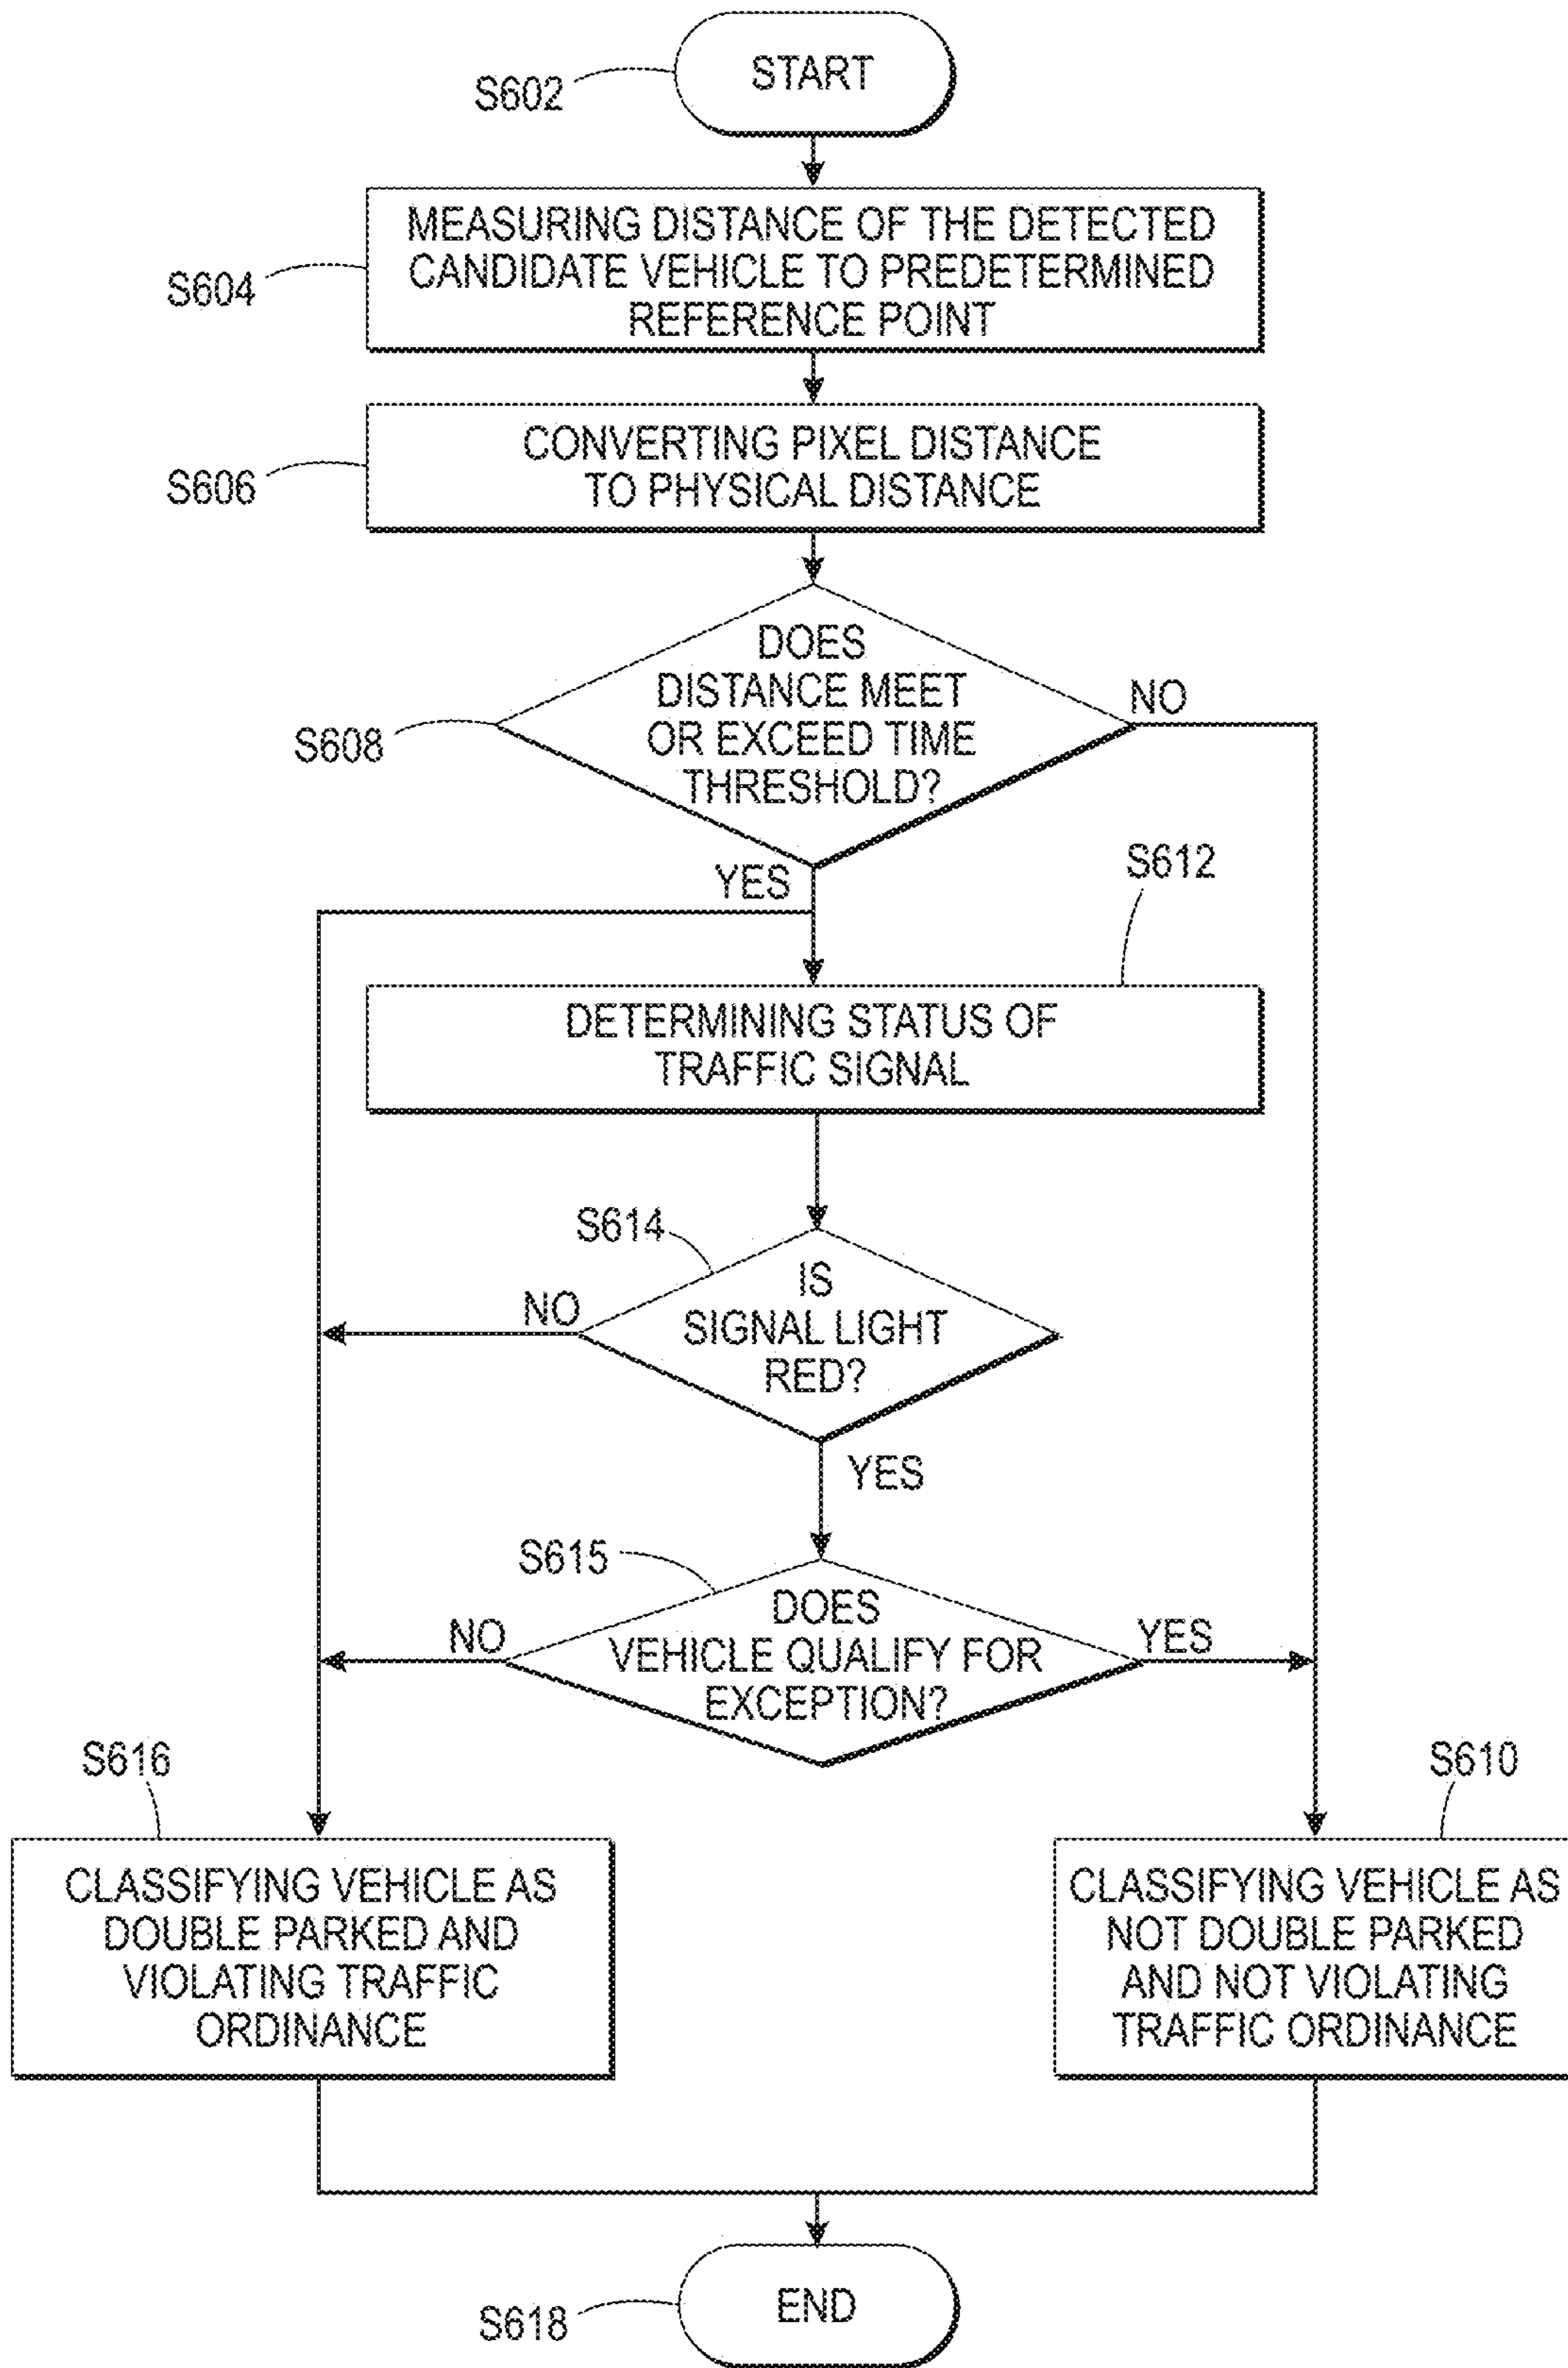 START
S602
MEASURING DISTANCE OF THE DETECTED
CANDIDATE VEHICLE TO PREDETERMINED
REFERENCE POINT
S604
CONVERTING PIXEL DISTANCE
TO PHYSICAL DISTANCE
S606
DOES
DISTANCE MEET
OR EXCEED TIME
THRESHOLD?
NO
S608
YES
S612
DETERMINING STATUS OF
TRAFFIC SIGNAL
S614
IS
SIGNAL LIGHT
RED?
NO
YES
S615
DOES
VEHICLE QUALIFY FOR
EXCEPTION?
NO
YES
S616
CLASSIFYING VEHICLE AS
DOUBLE PARKED AND
VIOLATING TRAFFIC
ORDINANCE
S610
CLASSIFYING VEHICLE AS
NOT DOUBLE PARKED
AND NOT VIOLATING
TRAFFIC ORDINANCE
END
S618